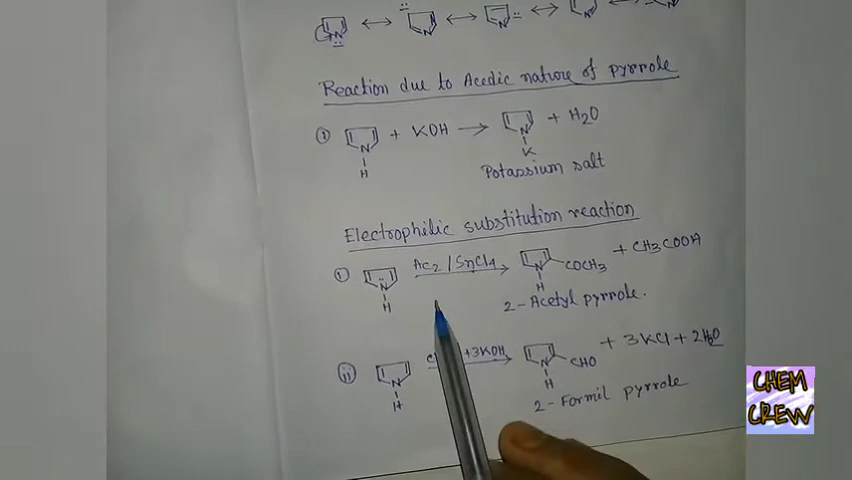 Reaction due to Acedic nature of pyrrole
① N H + KOH → N K + H2O
Potassium salt
Electrophilic substitution reaction
ⓘ N H Ac2 / SnCl4 → N H COCH3 + CH3COOH
2-Acetyl pyrrole.
ⓘⓘ N H +3KOH → N H CHO + 3KCl + 2H2O
2-Formil pyrrole
CHEM
CREW